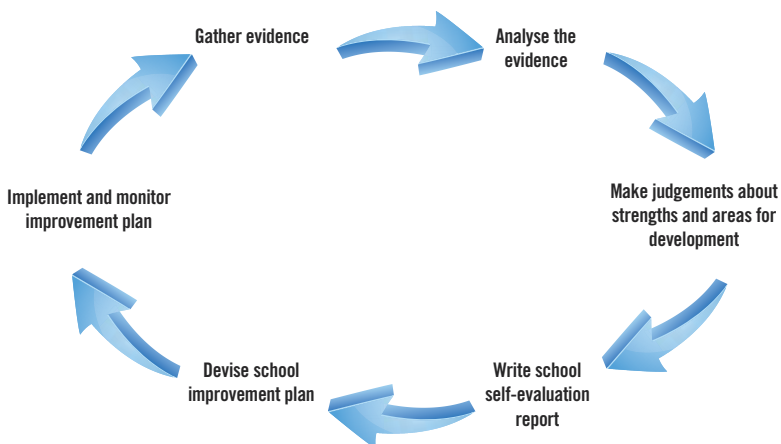 Gather evidence
Analyse the
evidence
Make judgements about
strengths and areas for
development
Write school
self-evaluation
report
Devise school
improvement plan
Implement and monitor
improvement plan